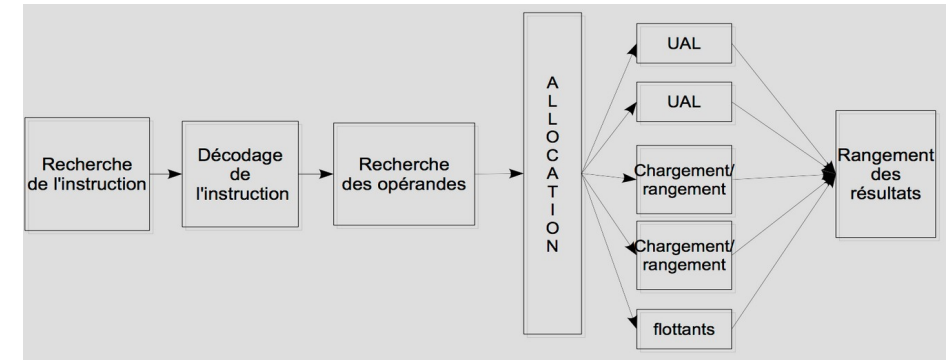 Recherche
de l'instruction
Décodage
de
l'instruction
Recherche
des opérandes
A
L
L
O
C
A
T
I
O
N
UAL
UAL
Chargement/
rangement
Chargement/
rangement
flottants
Rangement
des
résultats